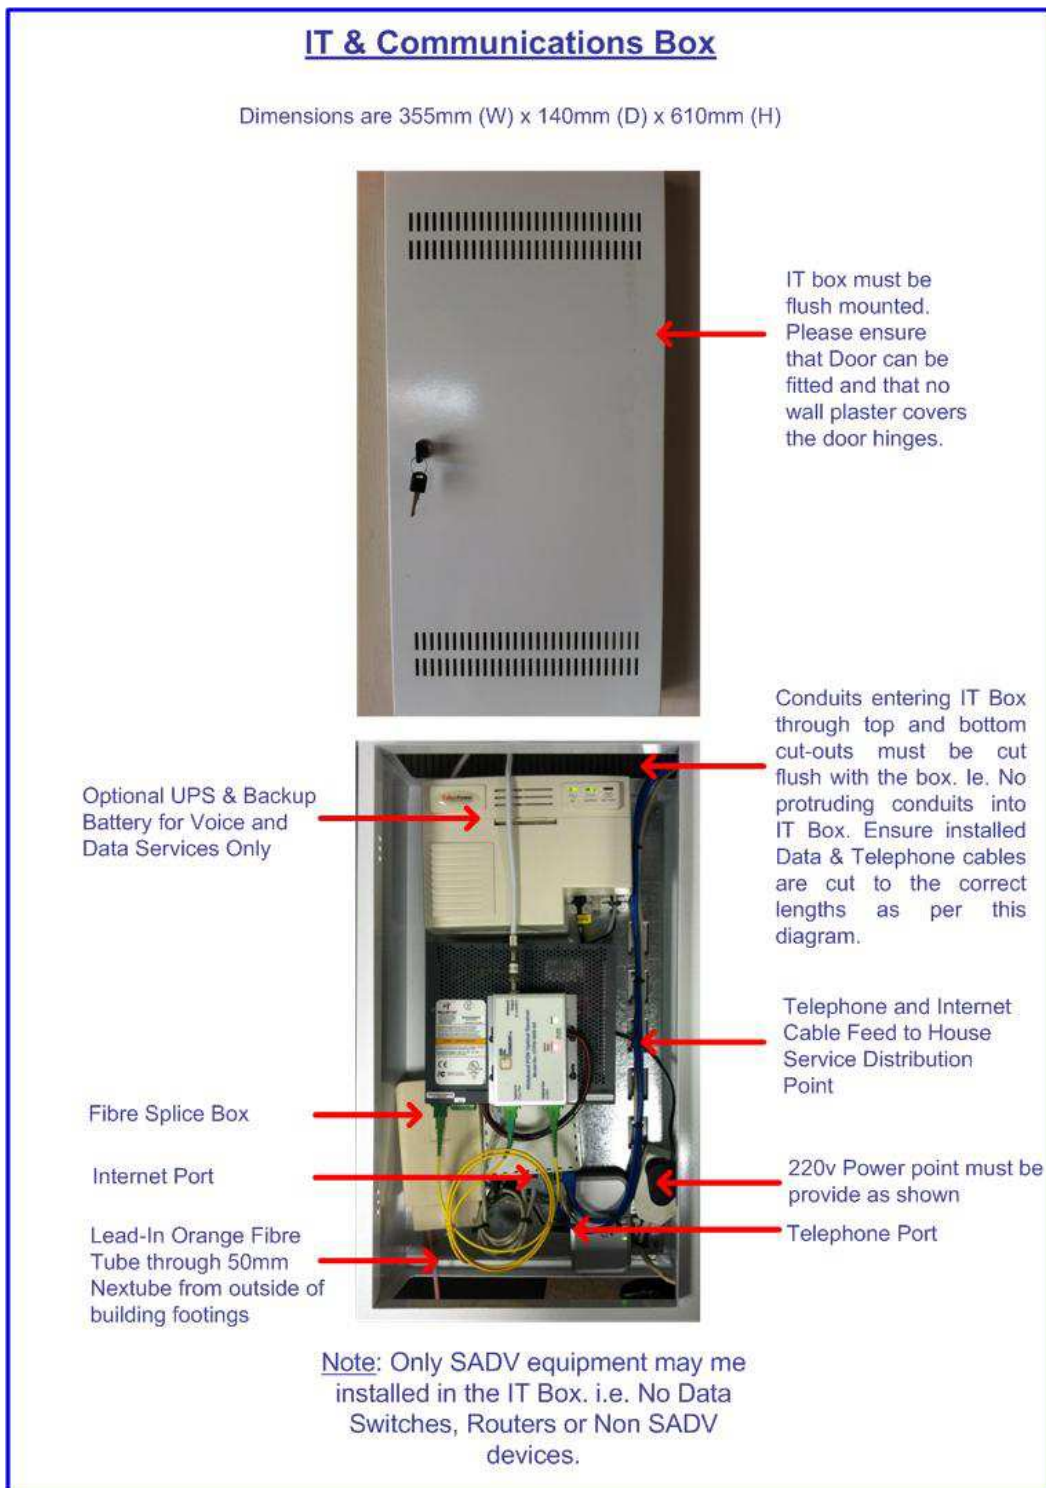 IT & Communications Box
Dimensions are 355mm (W) x 140mm (D) x 610mm (H)
IT box must be
flush mounted.
Please ensure
that Door can be
fitted and that no
wall plaster covers
the door hinges.
Conduits entering IT Box
through top and bottom
cut-outs must be cut
flush with the box. Ie. No
protruding conduits into
IT Box. Ensure installed
Data & Telephone cables
are cut to the correct
lengths as per this
diagram.
Optional UPS & Backup
Battery for Voice and
Data Services Only
Telephone and Internet
Cable Feed to House
Service Distribution
Point
Fibre Splice Box
Internet Port
220v Power point must be
provide as shown
Telephone Port
Lead-In Orange Fibre
Tube through 50mm
Nextube from outside of
building footings
Note: Only SADV equipment may me
installed in the IT Box. i.e. No Data
Switches, Routers or Non SADV
devices.